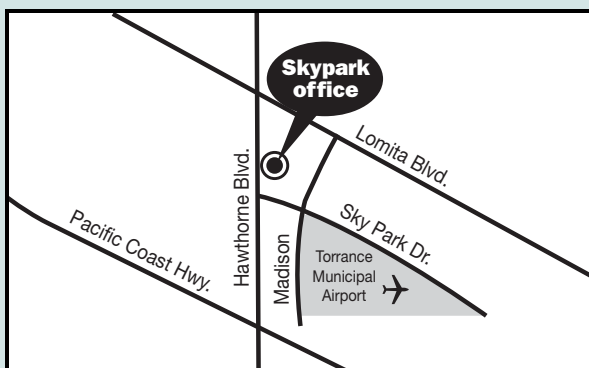 Skypark
office
Lomita Blvd.
Hawthorne Blvd.
Sky Park Dr.
Pacific Coast Hwy.
Madison
Torrance
Municipal
Airport